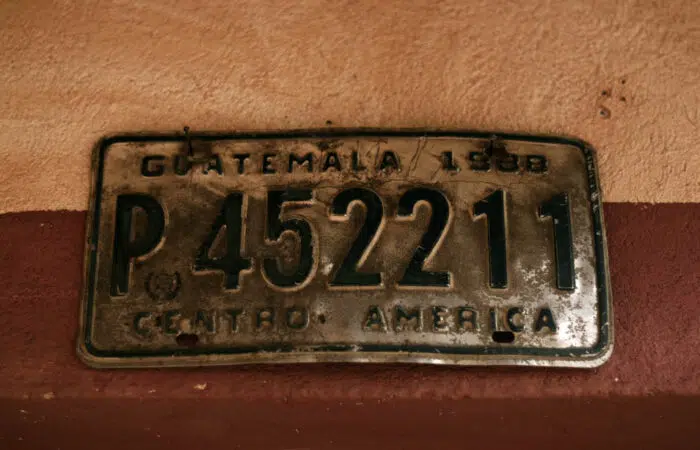 GUATEMALA 1988
P 452211
CENTRO AMERICA